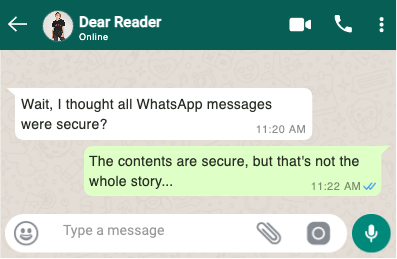 Dear Reader
Online
Wait, I thought all WhatsApp messages
were secure?
11:20 AM
The contents are secure, but that's not the
whole story...
11:22 AM
Type a message